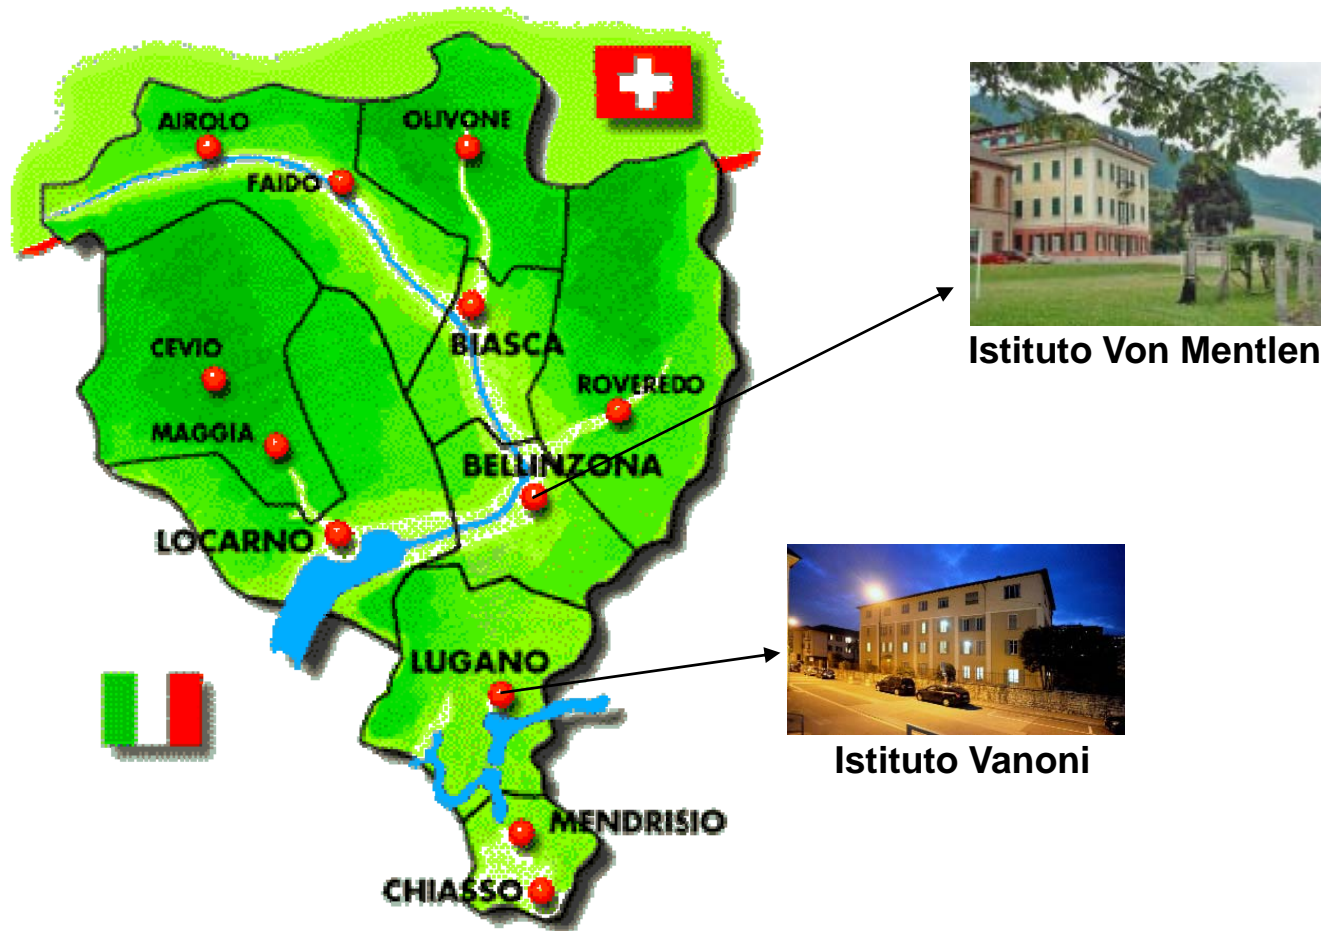 AIROLO
OLIVONE
FAIDO
BIASCA
CEVIO
ROVEREDO
MAGGIA
BELLINZONA
LOCARNO
LUGANO
MENDRISIO
CHIASSO
Istituto Von Mentlen
Istituto Vanoni